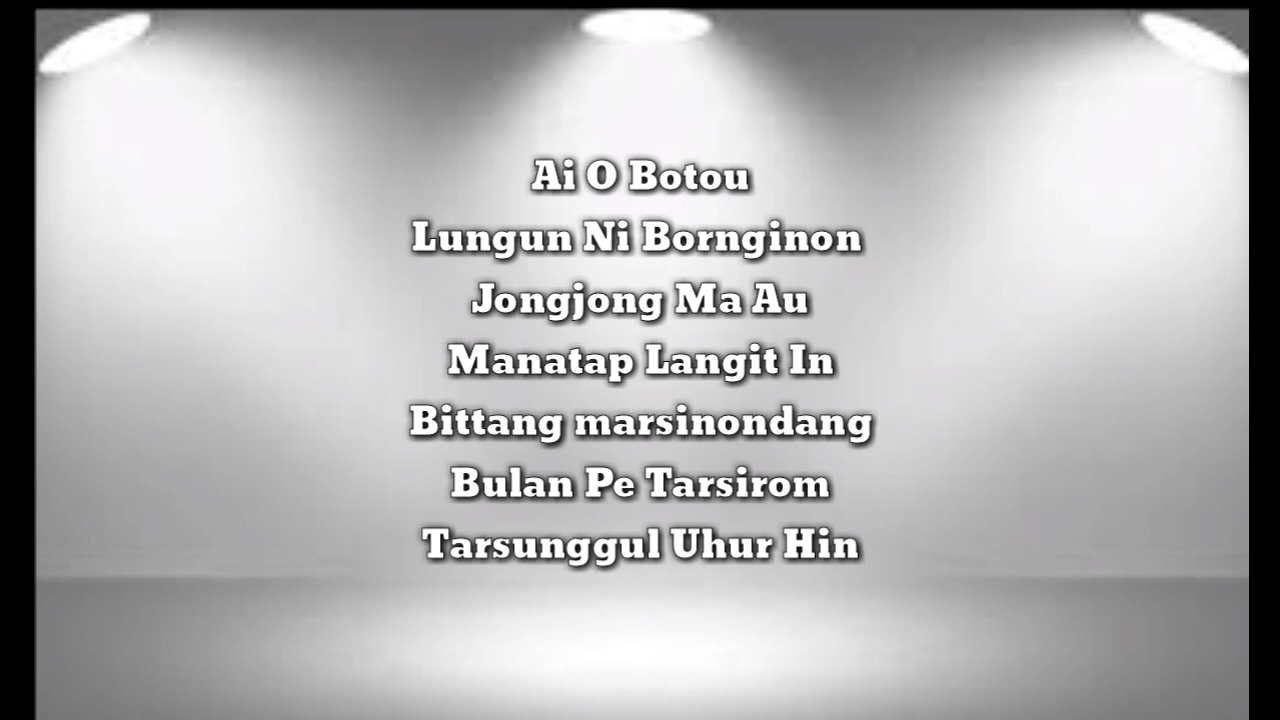 Ai O Botou
Lungun Ni Bornginon
Jongjong Ma Au
Manatap Langit In
Bittang marsinondang
Bulan Pe Tarsirom
Tarsunggul Uhur Hin